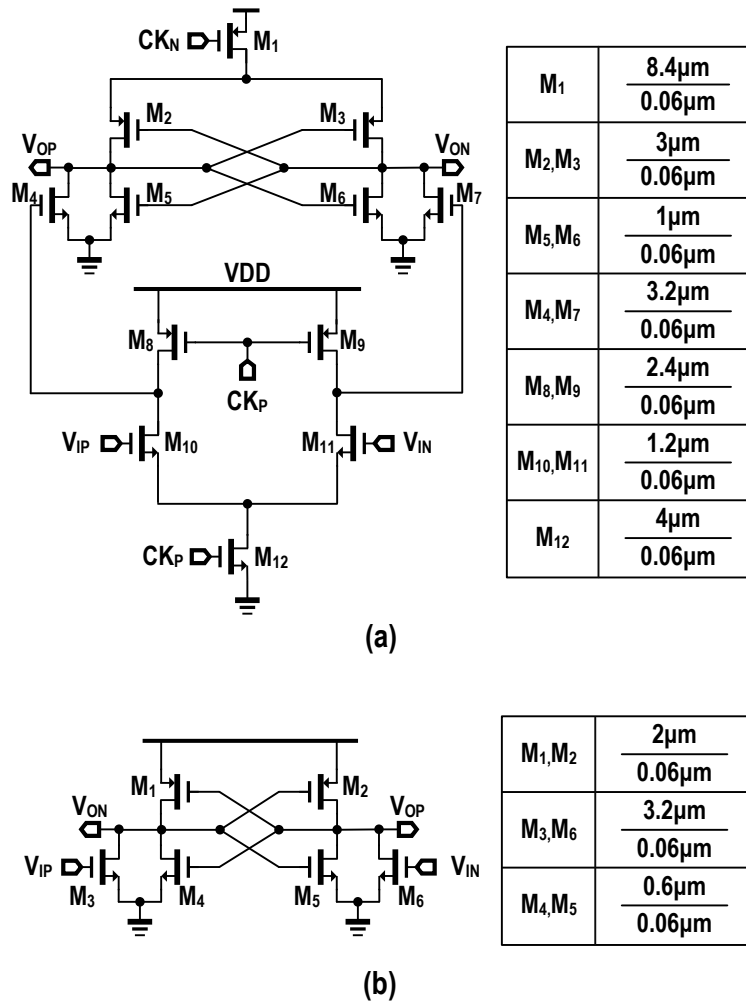 CKN
M1
M2
M3
VOP
VON
M4
M5
M6
M7
VDD
M8
M9
CKP
VIP
M10
M11
VIN
CKP
M12
M1
8.4µm
0.06µm
M2,M3
3µm
0.06µm
M5,M6
1µm
0.06µm
M4,M7
3.2µm
0.06µm
M8,M9
2.4µm
0.06µm
M10,M11
1.2µm
0.06µm
M12
4µm
0.06µm
(a)
M1
M2
VON
VOP
VIP
VIN
M3
M4
M5
M6
M1,M2
2µm
0.06µm
M3,M6
3.2µm
0.06µm
M4,M5
0.6µm
0.06µm
(b)